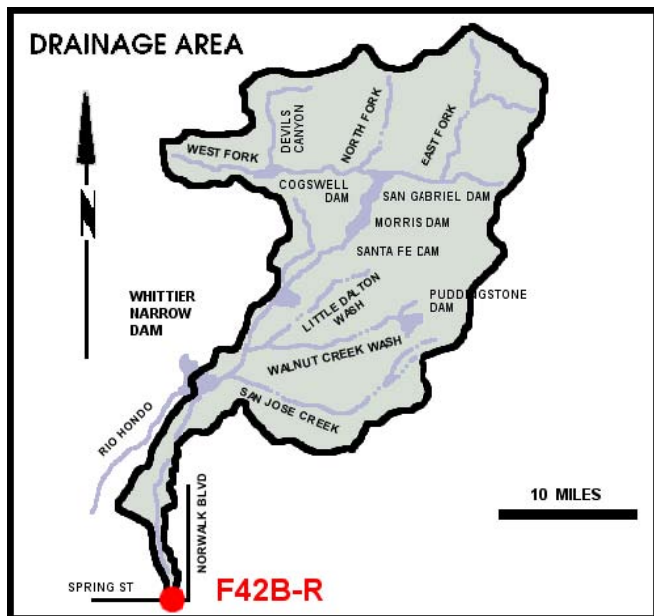 DRAINAGE AREA
N
DEVILS
CANYON
NORTH FORK
EAST FORK
WEST FORK
COGSWELL
DAM
SAN GABRIEL DAM
MORRIS DAM
SANTA FE DAM
WHITTIER
NARROW
DAM
LITTLE DALTON
WASH
PUDDINGSTONE
DAM
WALNUT CREEK WASH
SAN JOSE CREEK
RIO HONDO
10 MILES
NORWALK BLVD
SPRING ST
F42B-R